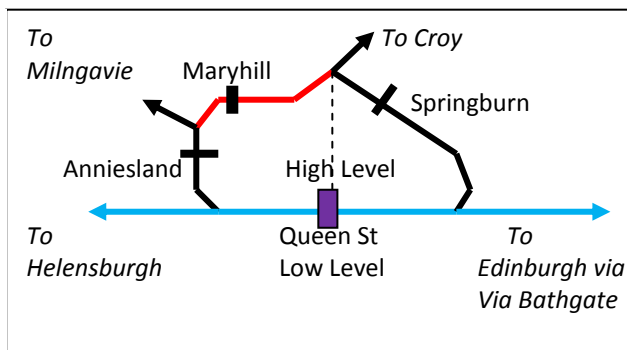 To
Milngavie
Maryhill
To Croy
Springburn
Anniesland
High Level
To
Helensburgh
Queen St
Low Level
To
Edinburgh via
Via Bathgate